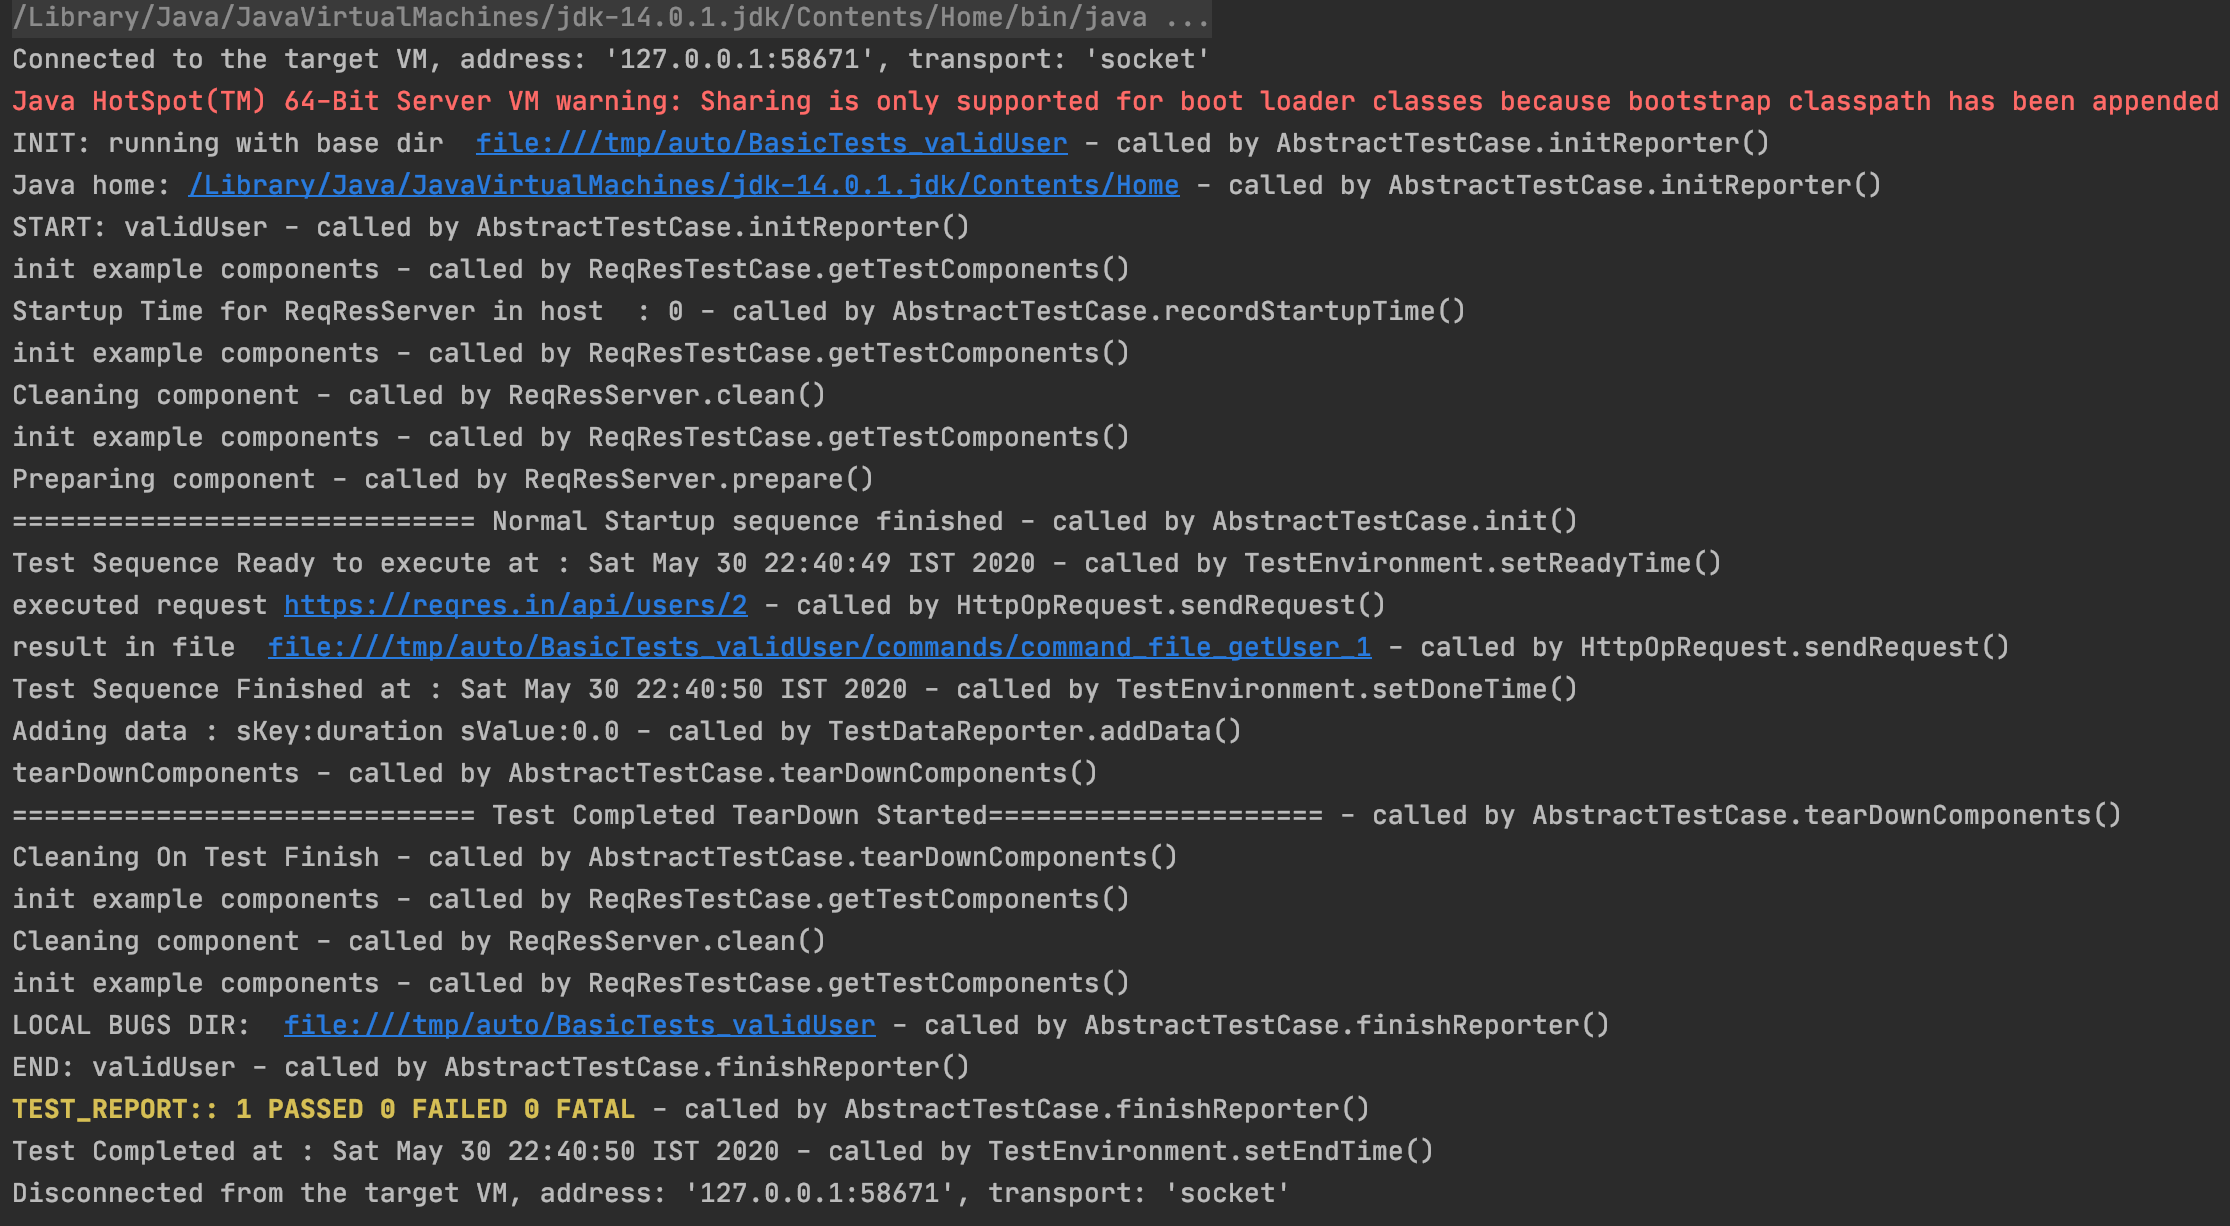 /Library/Java/JavaVirtualMachines/jdk-14.0.1.jdk/Contents/Home/bin/java ...
Connected to the target VM, address: '127.0.0.1:58671', transport: 'socket'
Java HotSpot(TM) 64-Bit Server VM warning: Sharing is only supported for boot loader classes because bootstrap classpath has been appended
INIT: running with base dir  file:///tmp/auto/BasicTests_validUser - called by AbstractTestCase.initReporter()
Java home: /Library/Java/JavaVirtualMachines/jdk-14.0.1.jdk/Contents/Home - called by AbstractTestCase.initReporter()
START: validUser - called by AbstractTestCase.initReporter()
init example components - called by ReqResTestCase.getTestComponents()
Startup Time for ReqResServer in host  : 0 - called by AbstractTestCase.recordStartupTime()
init example components - called by ReqResTestCase.getTestComponents()
Cleaning component - called by ReqResServer.clean()
init example components - called by ReqResTestCase.getTestComponents()
Preparing component - called by ReqResServer.prepare()
============================= Normal Startup sequence finished - called by AbstractTestCase.init()
Test Sequence Ready to execute at : Sat May 30 22:40:49 IST 2020 - called by TestEnvironment.setReadyTime()
executed request https://reqres.in/api/users/2 - called by HttpOpRequest.sendRequest()
result in file  file:///tmp/auto/BasicTests_validUser/commands/command_file_getUser_1 - called by HttpOpRequest.sendRequest()
Test Sequence Finished at : Sat May 30 22:40:50 IST 2020 - called by TestEnvironment.setDoneTime()
Adding data : sKey:duration sValue:0.0 - called by TestDataReporter.addData()
tearDownComponents - called by AbstractTestCase.tearDownComponents()
============================= Test Completed TearDown Started===================== - called by AbstractTestCase.tearDownComponents()
Cleaning On Test Finish - called by AbstractTestCase.tearDownComponents()
init example components - called by ReqResTestCase.getTestComponents()
Cleaning component - called by ReqResServer.clean()
init example components - called by ReqResTestCase.getTestComponents()
LOCAL BUGS DIR:  file:///tmp/auto/BasicTests_validUser - called by AbstractTestCase.finishReporter()
END: validUser - called by AbstractTestCase.finishReporter()
TEST_REPORT:: 1 PASSED 0 FAILED 0 FATAL - called by AbstractTestCase.finishReporter()
Test Completed at : Sat May 30 22:40:50 IST 2020 - called by TestEnvironment.setEndTime()
Disconnected from the target VM, address: '127.0.0.1:58671', transport: 'socket'